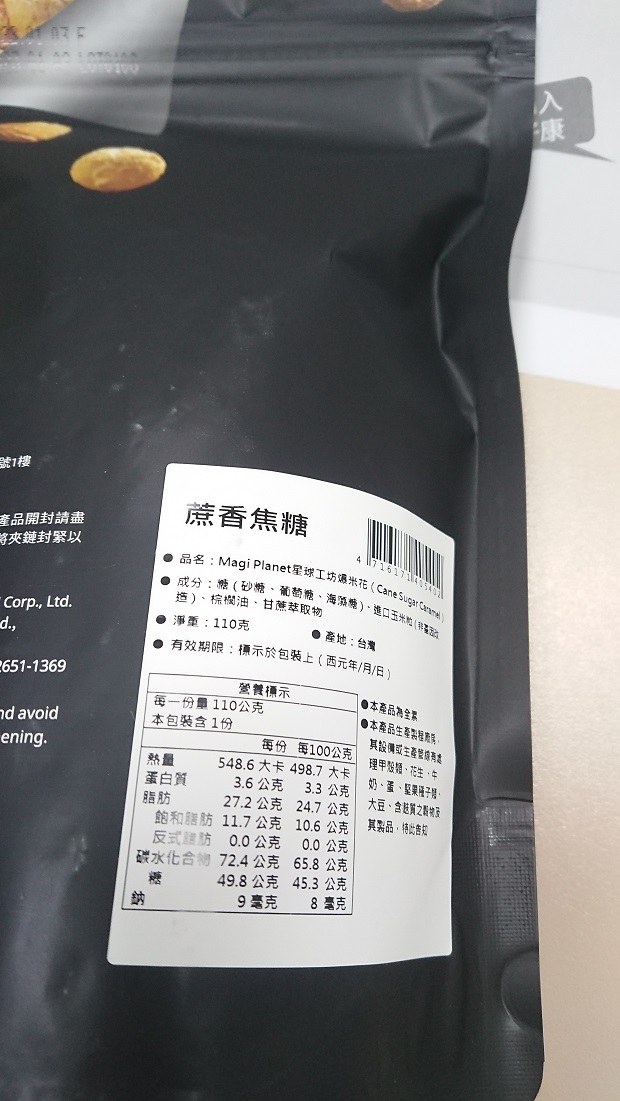 入
康
號1樓
產品開封請盡
將夾鏈封緊以
Corp., Ltd.
2651-1369
nd avoid
ening.
蔗香焦糖
● 品名：Magi Planet星球工坊爆米花（Cane Sugar Caramel）
● 成分：糖（砂糖、葡萄糖、海藻糖）、進口玉米粒（非基因改
造）、棕櫚油、甘蔗萃取物
● 淨重：110克 ● 產地：台灣
● 有效期限：標示於包裝上（西元年/月/日）
營養標示
每一份量 110公克
本包裝含 1份
每份 每100公克
熱量 548.6 大卡 498.7 大卡
蛋白質 3.6 公克 3.3 公克
脂肪 27.2 公克 24.7 公克
飽和脂肪 11.7 公克 10.6 公克
反式脂肪 0.0 公克 0.0 公克
碳水化合物 72.4 公克 65.8 公克
糖 49.8 公克 45.3 公克
鈉 9 毫克 8 毫克
●本產品為全素
●本產品生產製程廠房，
其設備或生產管線有處
理甲殼類、花生、牛
奶、蛋、堅果種子類、
大豆、含麩質之穀物及
其製品，特此告知